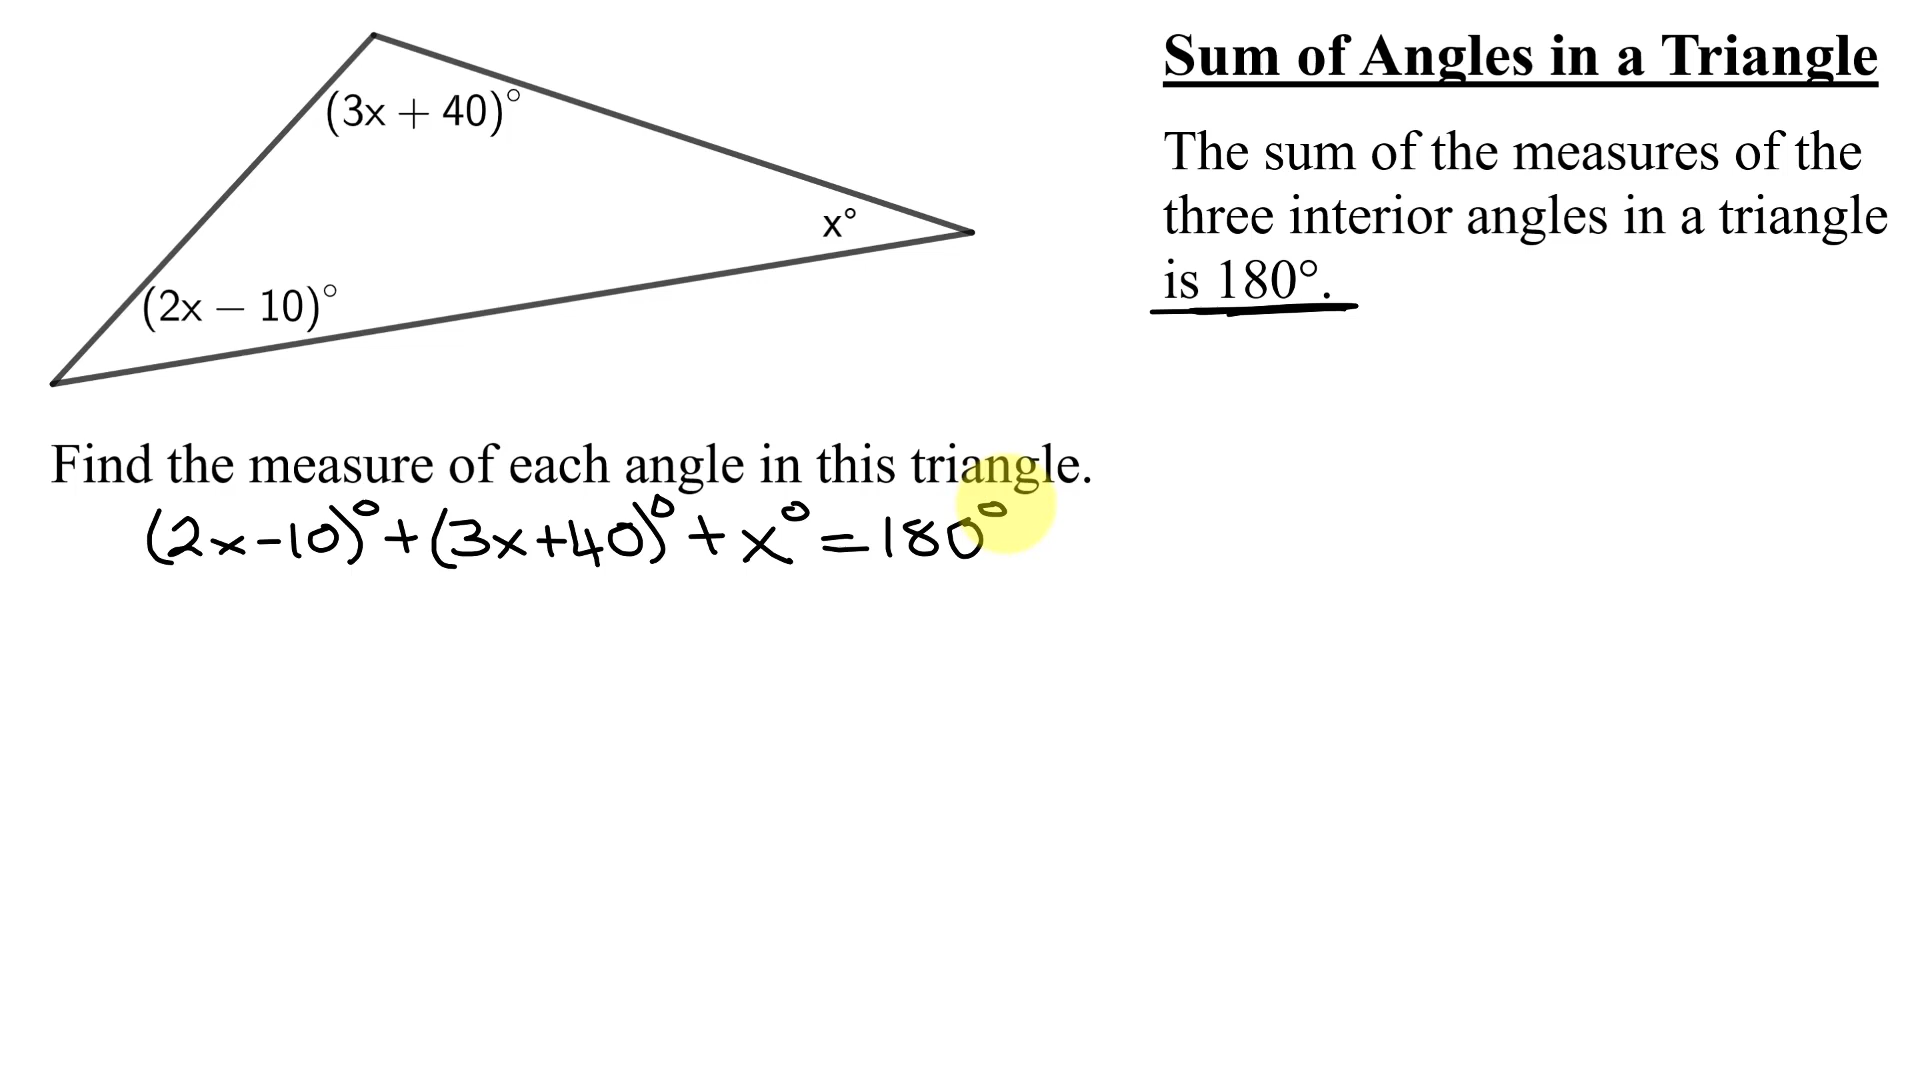 (3x + 40)°
x°
(2x − 10)°
Sum of Angles in a Triangle
The sum of the measures of the
three interior angles in a triangle
is 180°.
Find the measure of each angle in this triangle.
(2x-10)°+(3x+40)°+x°=180°